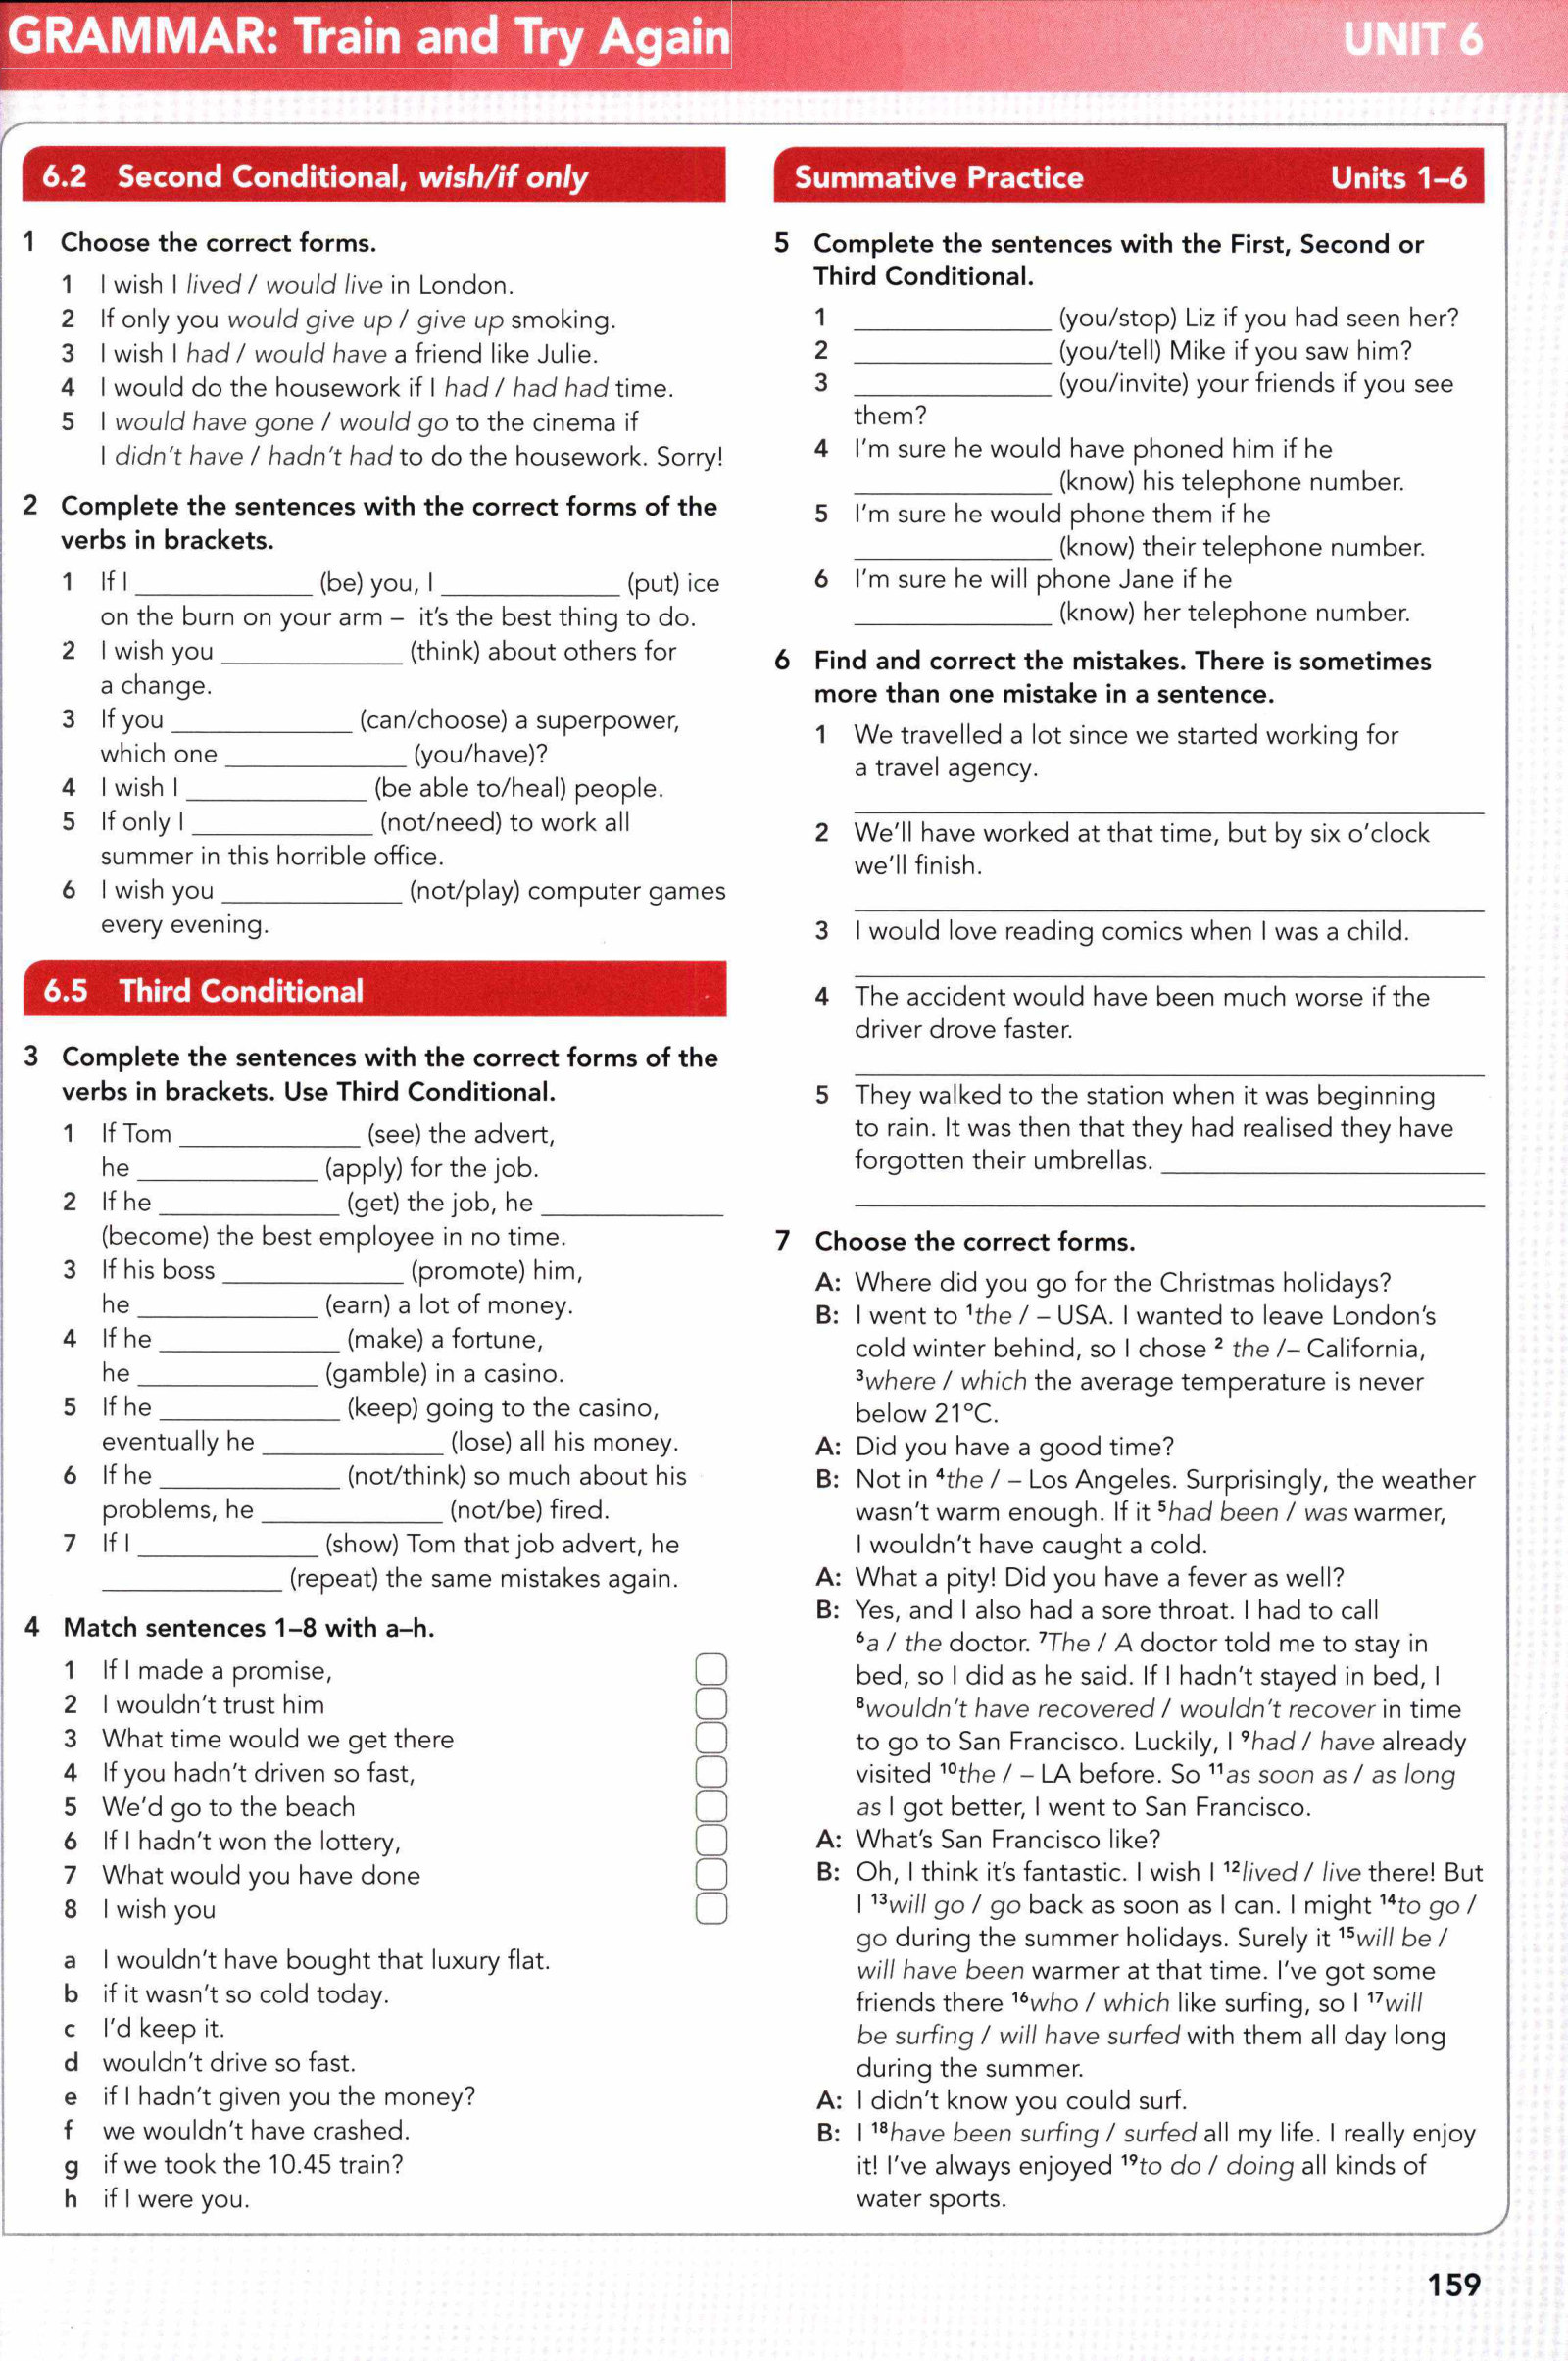 GRAMMAR: Train and Try Again
UNIT 6
6.2 Second Conditional, wish/if only
1 Choose the correct forms.
1 I wish I lived / would live in London.
2 If only you would give up / give up smoking.
3 I wish I had / would have a friend like Julie.
4 I would do the housework if I had / had had time.
5 I would have gone / would go to the cinema if
I didn't have / hadn't had to do the housework. Sorry!
2 Complete the sentences with the correct forms of the
verbs in brackets.
1 If I ____________ (be) you, I ____________ (put) ice
on the burn on your arm – it's the best thing to do.
2 I wish you ____________ (think) about others for
a change.
3 If you ____________ (can/choose) a superpower,
which one ____________ (you/have)?
4 I wish I ____________ (be able to/heal) people.
5 If only I ____________ (not/need) to work all
summer in this horrible office.
6 I wish you ____________ (not/play) computer games
every evening.
6.5 Third Conditional
3 Complete the sentences with the correct forms of the
verbs in brackets. Use Third Conditional.
1 If Tom ____________ (see) the advert,
he ____________ (apply) for the job.
2 If he ____________ (get) the job, he ____________
(become) the best employee in no time.
3 If his boss ____________ (promote) him,
he ____________ (earn) a lot of money.
4 If he ____________ (make) a fortune,
he ____________ (gamble) in a casino.
5 If he ____________ (keep) going to the casino,
eventually he ____________ (lose) all his money.
6 If he ____________ (not/think) so much about his
problems, he ____________ (not/be) fired.
7 If I ____________ (show) Tom that job advert, he
____________ (repeat) the same mistakes again.
4 Match sentences 1–8 with a–h.
1 If I made a promise,
2 I wouldn't trust him
3 What time would we get there
4 If you hadn't driven so fast,
5 We'd go to the beach
6 If I hadn't won the lottery,
7 What would you have done
8 I wish you
a I wouldn't have bought that luxury flat.
b if it wasn't so cold today.
c I'd keep it.
d wouldn't drive so fast.
e if I hadn't given you the money?
f we wouldn't have crashed.
g if we took the 10.45 train?
h if I were you.
Summative Practice Units 1–6
5 Complete the sentences with the First, Second or
Third Conditional.
1 ____________ (you/stop) Liz if you had seen her?
2 ____________ (you/tell) Mike if you saw him?
3 ____________ (you/invite) your friends if you see
them?
4 I'm sure he would have phoned him if he
____________ (know) his telephone number.
5 I'm sure he would phone them if he
____________ (know) their telephone number.
6 I'm sure he will phone Jane if he
____________ (know) her telephone number.
6 Find and correct the mistakes. There is sometimes
more than one mistake in a sentence.
1 We travelled a lot since we started working for
a travel agency.
2 We'll have worked at that time, but by six o'clock
we'll finish.
3 I would love reading comics when I was a child.
4 The accident would have been much worse if the
driver drove faster.
5 They walked to the station when it was beginning
to rain. It was then that they had realised they have
forgotten their umbrellas. ____________
7 Choose the correct forms.
A: Where did you go for the Christmas holidays?
B: I went to ¹the / – USA. I wanted to leave London's
cold winter behind, so I chose ² the /– California,
³where / which the average temperature is never
below 21°C.
A: Did you have a good time?
B: Not in ⁴the / – Los Angeles. Surprisingly, the weather
wasn't warm enough. If it ⁵had been / was warmer,
I wouldn't have caught a cold.
A: What a pity! Did you have a fever as well?
B: Yes, and I also had a sore throat. I had to call
⁶a / the doctor. ⁷The / A doctor told me to stay in
bed, so I did as he said. If I hadn't stayed in bed, I
⁸wouldn't have recovered / wouldn't recover in time
to go to San Francisco. Luckily, I ⁹had / have already
visited ¹⁰the / – LA before. So ¹¹as soon as / as long
as I got better, I went to San Francisco.
A: What's San Francisco like?
B: Oh, I think it's fantastic. I wish I ¹²lived / live there! But
I ¹³will go / go back as soon as I can. I might ¹⁴to go /
go during the summer holidays. Surely it ¹⁵will be /
will have been warmer at that time. I've got some
friends there ¹⁶who / which like surfing, so I ¹⁷will
be surfing / will have surfed with them all day long
during the summer.
A: I didn't know you could surf.
B: I ¹⁸have been surfing / surfed all my life. I really enjoy
it! I've always enjoyed ¹⁹to do / doing all kinds of
water sports.
159